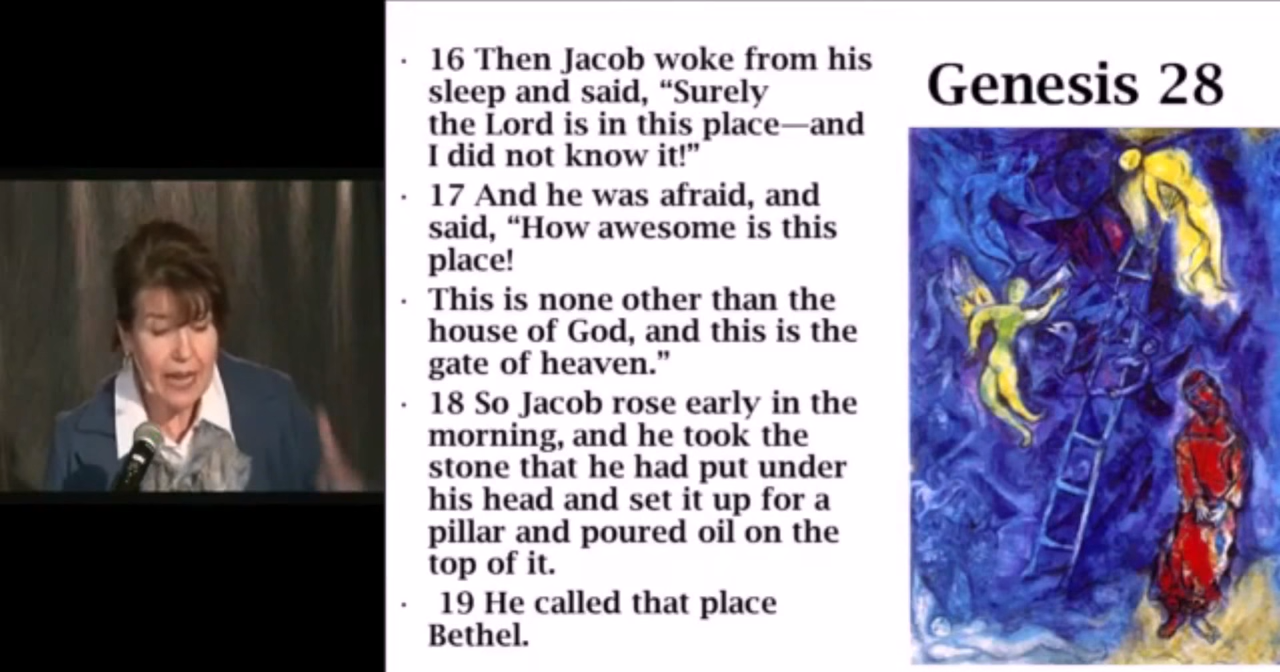 Genesis 28
· 16 Then Jacob woke from his
sleep and said, “Surely
the Lord is in this place—and
I did not know it!”
· 17 And he was afraid, and
said, “How awesome is this
place!
· This is none other than the
house of God, and this is the
gate of heaven.”
· 18 So Jacob rose early in the
morning, and he took the
stone that he had put under
his head and set it up for a
pillar and poured oil on the
top of it.
· 19 He called that place
Bethel.